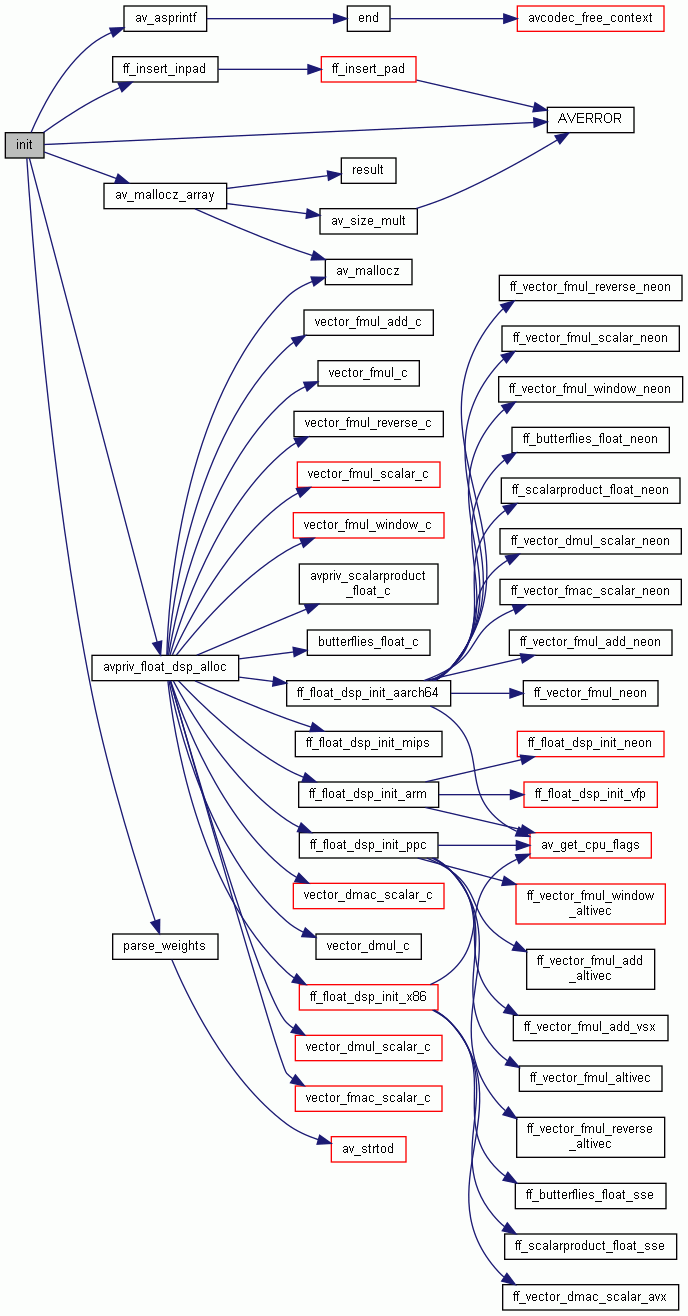 av_asprintf
end
avcodec_free_context
ff_insert_inpad
ff_insert_pad
AVERROR
init
result
av_mallocz_array
av_size_mult
av_mallocz
ff_vector_fmul_reverse_neon
vector_fmul_add_c
ff_vector_fmul_scalar_neon
vector_fmul_c
ff_vector_fmul_window_neon
vector_fmul_reverse_c
ff_butterflies_float_neon
vector_fmul_scalar_c
ff_scalarproduct_float_neon
vector_fmul_window_c
ff_vector_dmul_scalar_neon
avpriv_scalarproduct
_float_c
ff_vector_fmac_scalar_neon
butterflies_float_c
ff_vector_fmul_add_neon
avpriv_float_dsp_alloc
ff_float_dsp_init_aarch64
ff_vector_fmul_neon
ff_float_dsp_init_mips
ff_float_dsp_init_neon
ff_float_dsp_init_arm
ff_float_dsp_init_vfp
ff_float_dsp_init_ppc
av_get_cpu_flags
vector_dmac_scalar_c
ff_vector_fmul_window
_altivec
parse_weights
vector_dmul_c
ff_vector_fmul_add
_altivec
ff_float_dsp_init_x86
ff_vector_fmul_add_vsx
vector_dmul_scalar_c
ff_vector_fmul_altivec
vector_fmac_scalar_c
ff_vector_fmul_reverse
_altivec
av_strtod
ff_butterflies_float_sse
ff_scalarproduct_float_sse
ff_vector_dmac_scalar_avx